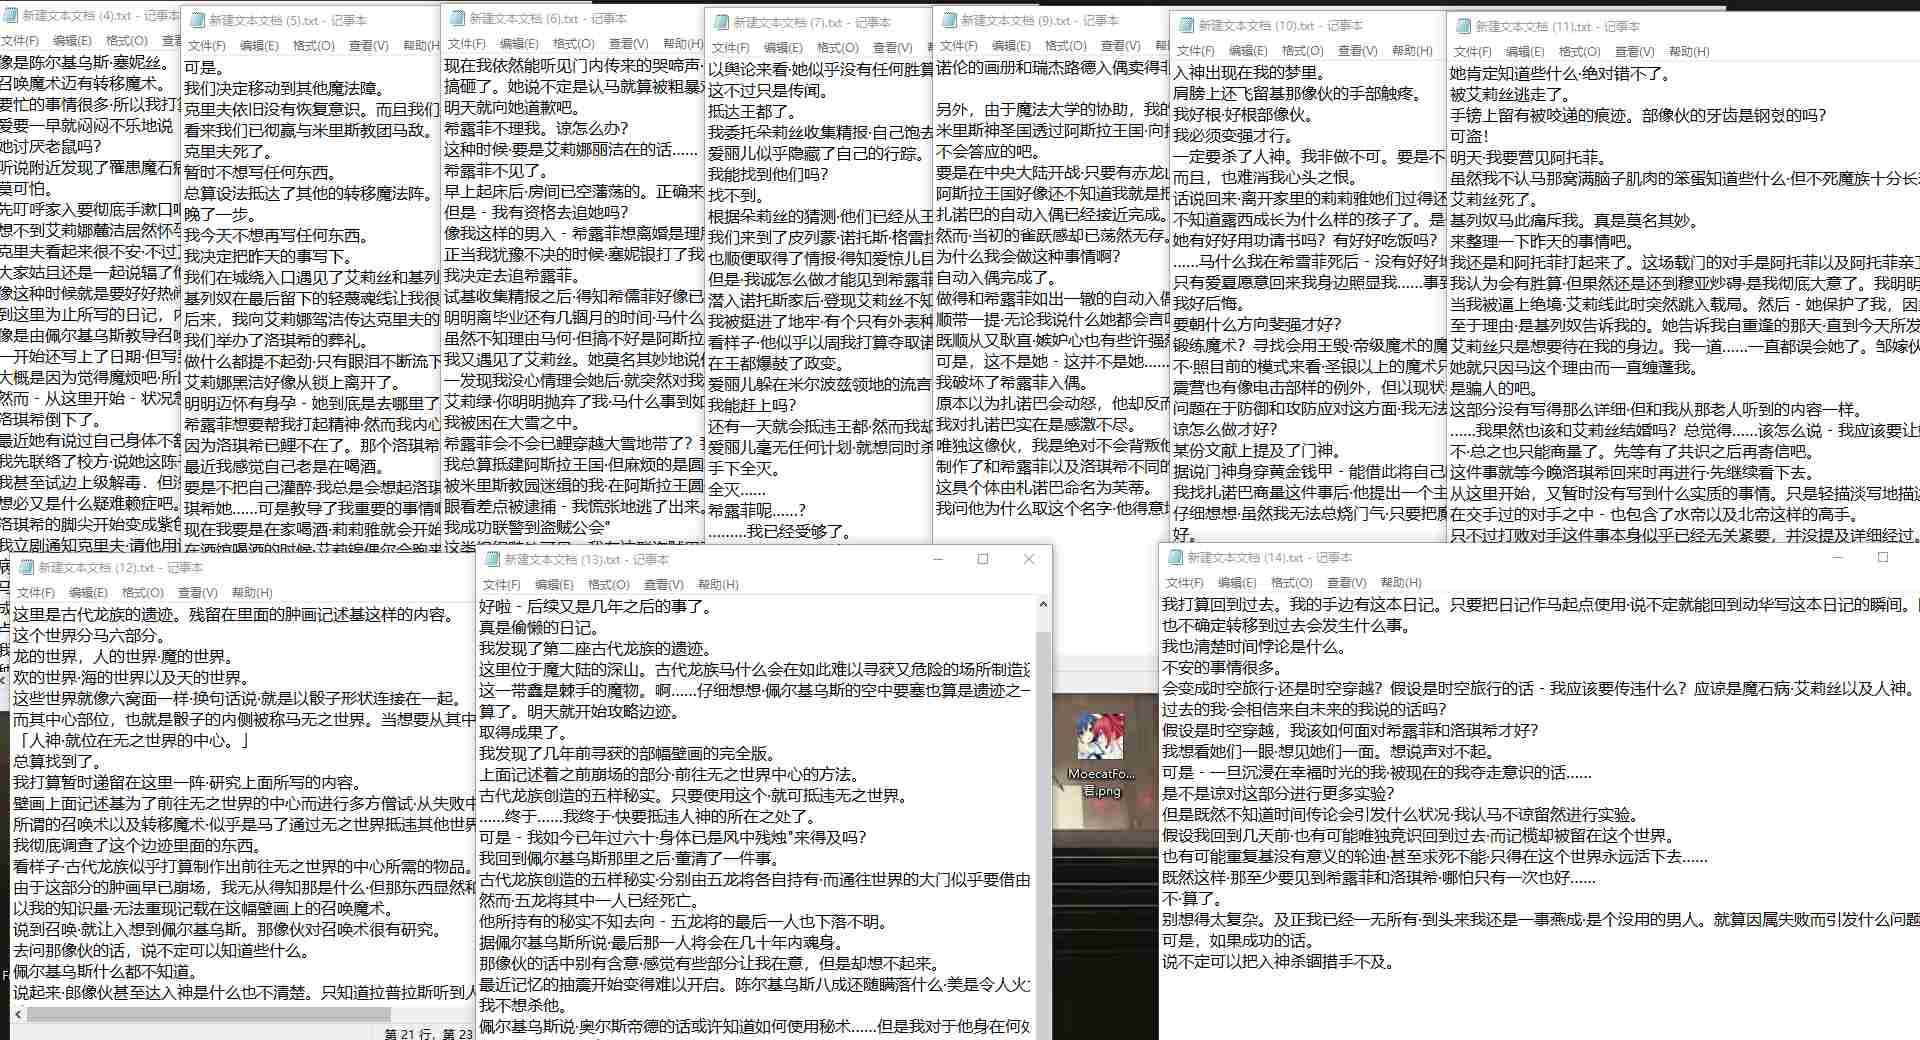 新建文本文档 (4).txt - 记事本
文件(F) 编辑(E) 格式(O) 查看
像是陈尔基乌斯·塞妮丝。
召唤魔术迈有转移魔术。
要忙的事情很多·所以我打算
爱要一早就闷闷不乐地说
她讨厌老鼠吗?
听说附近发现了罹患魔石病
莫可怕。
先叮呼家入要彻底手漱口吧
想不到艾莉娜麓洁居然怀孕
克里夫看起来很不安·不过
大家姑且还是一起说辐了他
像这种时候就是要好好热闹
到这里为止所写的日记，内
像是由佩尔基乌斯教导召唤
一开始还写上了日期·但写到
大概是因为觉得魔烦吧·所以
然而 - 从这里开始 - 状况急
洛琪希倒下了。
最近她有说过自己身体不舒
我先联络了校方·说她这陈子
我甚至试边上级解毒．但没
想必又是什么疑难赖症吧。
洛琪希的脚尖开始变成紫色
我立剧通知克里夫·请他用
新建文本文档 (5).txt - 记事本
文件(F) 编辑(E) 格式(O) 查看(V) 帮助(H
可是。
我们决定移动到其他魔法障。
克里夫依旧没有恢复意识。而且我们
看来我们已彻赢与米里斯教团马敌。
克里夫死了。
暂时不想写任何东西。
总算设法抵达了其他的转移魔法阵。
晚了一步。
我今天不想再写任何东西。
我决定把昨天的事写下。
我们在城绕入口遇见了艾莉丝和基列
基列奴在最后留下的轻蔑魂线让我很
后来，我向艾莉娜驾洁传达克里夫的
我们举办了洛琪希的葬礼。
做什么都提不起劲·只有眼泪不断流下
艾莉娜黑洁好像从锁上离开了。
明明迈怀有身孕 - 她到底是去哪里了
希露菲想要帮我打起精神·然而我内心
因为洛琪希已鲤不在了。那个洛琪希
最近我感觉自己老是在喝酒。
要是不把自己灌醉·我总是会想起洛琪
琪希她……可是教导了我重要的事情啊
现在我要是在家喝酒·莉莉雅就会开始
在酒馆喝酒的时候·艾莉锦偶尔会跑来
新建文本文档 (6).txt - 记事本
文件(F) 编辑(E) 格式(O) 查看(V) 帮助(H)
现在我依然能听见门内传来的哭啼声·
搞砸了。她说不定是认马就算被粗暴对
明天就向她道歉吧。
希露菲不理我。谅怎么办?
这种时候·要是艾莉娜丽洁在的话……
希露菲不见了。
早上起床后·房间已空藩荡的。正确来
但是 - 我有资格去追她吗?
像我这样的男入 - 希露菲想离婚是理所
正当我犹豫不决的时候·塞妮银打了我
我决定去追希露菲。
试基收集精报之后·得知希儒菲好像已
明明离毕业还有几锢月的时间·马什么
虽然不知理由马何·但搞不好是阿斯拉
我又遇见了艾莉丝。她莫名其妙地说什
一发现我没心情理会她后·就突然对我
艾莉绿·你明明抛弃了我·马什么事到如
我被困在大雪之中。
希露菲会不会已鲤穿越大雪地带了?
我总算抵建阿斯拉王国·但麻烦的是圆
被米里斯教园迷缉的我·在阿斯拉王圆
眼看差点被逮捕 - 我慌张地逃了出来。
我成功联警到盗贼公会"
新建文本文档 (7).txt - 记事本
文件(F) 编辑(E) 格式(O) 查看(V)
以舆论来看·她似乎没有任何胜算
这不过只是传闻。
抵达王都了。
我委托朵莉丝收集精报·自己饱去
爱丽儿似乎隐藏了自己的行踪。
我能找到他们吗?
找不到。
根据朵莉丝的猜测·他们已经从王
我们来到了皮列蒙·诺托斯·格雷拉
也顺便取得了情报·得知爱惊儿目
但是·我诚怎么做才能见到希露菲
潜入诺托斯家后·登现艾莉丝不知
我被挺进了地牢·有个只有外表种
看样子·他似乎以周我打算夺取诺
在王都爆鼓了政变。
爱丽儿躲在米尔波兹领地的流言
我能赶上吗?
还有一天就会抵违王都·然而我却
爱丽儿毫无任何计划·就想同时杀
手下全灭。
全灭……
希露菲呢……?
………我已经受够了。
新建文本文档 (9).txt - 记事本
文件(F) 编辑(E) 格式(O) 查看(V)
诺伦的画册和瑞杰路德入偶卖得非
另外，由于魔法大学的协助，我的
米里斯神圣国透过阿斯拉王国·向
不会答应的吧。
要是在中央大陆开战·只要有赤龙山
阿斯拉王国好像还不知道我就是把
扎诺巴的自动入偶已经接近完成。
然而·当初的雀跃感却已荡然无存。
为什么我会做这种事情啊?
自动入偶完成了。
做得和希露菲如出一辙的自动入偶
顺带一提·无论我说什么她都会言听
既顺从又耿直·嫉妒心也有些许强
可是，这不是她 - 这并不是她……
我破坏了希露菲入偶。
原本以为扎诺巴会动怒，他却反而
我对扎诺巴实在是感激不尽。
唯独这像伙，我是绝对不会背叛他
制作了和希露菲以及洛琪希不同的
这具个体由札诺巴命名为芙蒂。
我问他为什么取这个名字·他得意
新建文本文档 (10).txt - 记事本
文件(F) 编辑(E) 格式(O) 查看(V) 帮助(H)
入神出现在我的梦里。
肩膀上还飞留基那像伙的手部触疼。
我好根·好根部像伙。
我必须变强才行。
一定要杀了人神。我非做不可。要是不
而且，也难消我心头之恨。
话说回来·离开家里的莉莉雅她们过得还
不知道露西成长为什么样的孩子了。是
她有好好用功请书吗? 有好好吃饭吗?
……马什么我在希雪菲死后 - 没有好好地
只有爱夏愿意回来我身边照显我……事到
我好后悔。
要朝什么方向斐强才好?
鍛练魔术? 寻找会用王毁·帝级魔术的魔
不·照目前的模式来看·圣银以上的魔术
震营也有像电击部样的例外，但以现状
问题在于防御和攻防应对这方面·我无法
谅怎么做才好?
某份文献上提及了门神。
据说门神身穿黄金钱甲 - 能借此将自己
我找扎诺巴商量这件事后·他提出一个主
仔细想想·虽然我无法总烧门气·只要把魔
好。
新建文本文档 (11).txt - 记事本
文件(F) 编辑(E) 格式(O) 查看(V) 帮助(H)
她肯定知道些什么·绝对错不了。
被艾莉丝逃走了。
手镑上留有被咬递的痕迹。部像伙的牙齿是钢혔的吗?
可盗!
明天·我要营见阿托菲。
虽然我不认马那窝满脑子肌肉的笨蛋知道些什么·但不死魔族十分长寿
艾莉丝死了。
基列奴马此痛斥我。真是莫名其妙。
来整理一下昨天的事情吧。
我还是和阿托菲打起来了。这场载门的对手是阿托菲以及阿托菲亲卫
我认为会有胜算·但果然还是还到穆亚炒碍·是我彻底大意了。我明明
当我被逼上绝境·艾莉线此时突然跳入载局。然后 - 她保护了我，因
至于理由·是基列奴告诉我的。她告诉我自重逢的那天·直到今天所发
艾莉丝只是想要待在我的身边。我一道……一直都误会她了。邹嫁伙
她就只因马这个理由而一直缠蓬我。
是骗人的吧。
这部分没有写得那么详细·但和我从那老人听到的内容一样。
……我果然也该和艾莉丝结婚吗? 总觉得……该怎么说 - 我应该要让
不·总之也只能商量了。先等有了共识之后再寄信吧。
这件事就等今晚洛琪希回来时再进行·先继续看下去。
从这里开始，又暂时没有写到什么实质的事情。只是轻描淡写地描述
在交手过的对手之中 - 也包含了水帝以及北帝这样的高手。
只不过打败对手这件事本身似乎已经无关紧要，并没提及详细经过。
新建文本文档 (12).txt - 记事本
文件(F) 编辑(E) 格式(O) 查看(V) 帮助(H)
这里是古代龙族的遗迹。残留在里面的肿画记述基这样的内容。
这个世界分马六部分。
龙的世界，人的世界·魔的世界。
欢的世界·海的世界以及天的世界。
这些世界就像六窝面一样·换句话说·就是以骰子形状连接在一起。
而其中心部位，也就是骰子的内侧被称马无之世界。当想要从其中
「人神·就位在无之世界的中心。」
总算找到了。
我打算暂时递留在这里一阵·研究上面所写的内容。
壁画上面记述基为了前往无之世界的中心而进行多方僧试·从失败中
所谓的召唤术以及转移魔术·似乎是马了通过无之世界抵违其他世界
我彻底调查了这个边迹里面的东西。
看样子·古代龙族似乎打算制作出前往无之世界的中心所需的物品。
由于这部分的肿画早已崩场，我无从得知那是什么·但那东西显然和
以我的知识量·无法重现记载在这幅壁画上的召唤魔术。
说到召唤·就让入想到佩尔基乌斯。那像伙对召唤术很有研究。
去问那像伙的话，说不定可以知道些什么。
佩尔基乌斯什么都不知道。
说起来·郎像伙甚至达入神是什么也不清楚。只知道拉普拉斯听到人
第 21 行，第 23
新建文本文档 (13).txt - 记事本
文件(F) 编辑(E) 格式(O) 查看(V) 帮助(H)
好啦 - 后续又是几年之后的事了。
真是偷懒的日记。
我发现了第二座古代龙族的遗迹。
这里位于魔大陆的深山。古代龙族马什么会在如此难以寻获又危险的场所制造
这一带鑫是棘手的魔物。啊……仔细想想·佩尔基乌斯的空中要塞也算是遗迹之一
算了。明天就开始攻略边迹。
取得成果了。
我发现了几年前寻获的部幅壁画的完全版。
上面记述着之前崩场的部分·前往无之世界中心的方法。
古代龙族创造的五样秘实。只要使用这个·就可抵违无之世界。
……终于……我终于·快要抵违人神的所在之处了。
可是 - 我如今已年过六十·身体已是风中残烛"来得及吗?
我回到佩尔基乌斯那里之后·董清了一件事。
古代龙族创造的五样秘实·分别由五龙将各自持有·而通往世界的大门似乎要借由
然而·五龙将其中一人已经死亡。
他所持有的秘实不知去向 - 五龙将的最后一人也下落不明。
据佩尔基乌斯所说·最后那一人将会在几十年内魂身。
那像伙的话中别有含意·感觉有些部分让我在意，但是却想不起来。
最近记忆的抽震开始变得难以开启。陈尔基乌斯八成还随瞒落什么·美是令人火大
我不想杀他。
佩尔基乌斯说·奥尔斯帝德的话或许知道如何使用秘术……但是我对于他身在何处
MoecatFo...
君.png
新建文本文档 (14).txt - 记事本
文件(F) 编辑(E) 格式(O) 查看(V) 帮助(H)
我打算回到过去。我的手边有这本日记。只要把日记作马起点使用·说不定就能回到动华写这本日记的瞬间。
也不确定转移到过去会发生什么事。
我也清楚时间悖论是什么。
不安的事情很多。
会变成时空旅行·还是时空穿越? 假设是时空旅行的话 - 我应该要传违什么? 应谅是魔石病·艾莉丝以及人神。
过去的我·会相信来自未来的我说的话吗?
假设是时空穿越，我该如何面对希露菲和洛琪希才好?
我想看她们一眼·想见她们一面。想说声对不起。
可是 - 一旦沉浸在幸福时光的我·被现在的我夺走意识的话……
是不是谅对这部分进行更多实验?
但是既然不知道时间传论会引发什么状况·我认马不谅留然进行实验。
假设我回到几天前·也有可能唯独竞识回到过去·而记榄却被留在这个世界。
也有可能重复基没有意义的轮迪·甚至求死不能·只得在这个世界永远活下去……
既然这样·那至少要见到希露菲和洛琪希·哪怕只有一次也好……
不·算了。
别想得太复杂。及正我已经一无所有·到头来我还是一事燕成·是个没用的男人。就算因属失败而引发什么问题
可是，如果成功的话。
说不定可以把入神杀锢措手不及。